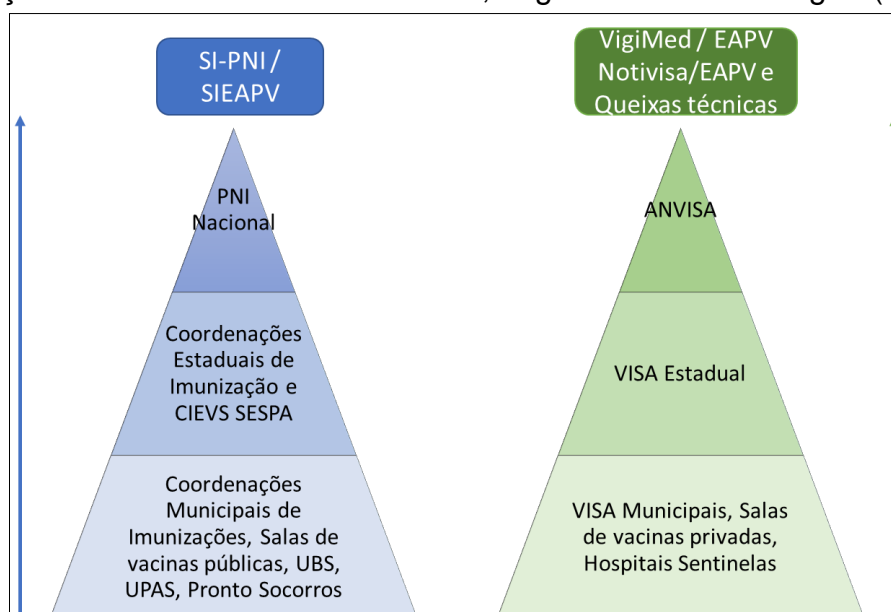 SI-PNI /
SIEAPV
VigiMed / EAPV
Notivisa/EAPV e
Queixas técnicas
PNI
Nacional
Coordenações
Estaduais de
Imunização e
CIEVS SESPA
Coordenações
Municipais de
Imunizações, Salas de
vacinas públicas, UBS,
UPAS, Pronto Socorros
ANVISA
VISA Estadual
VISA Municipais, Salas
de vacinas privadas,
Hospitais Sentinelas